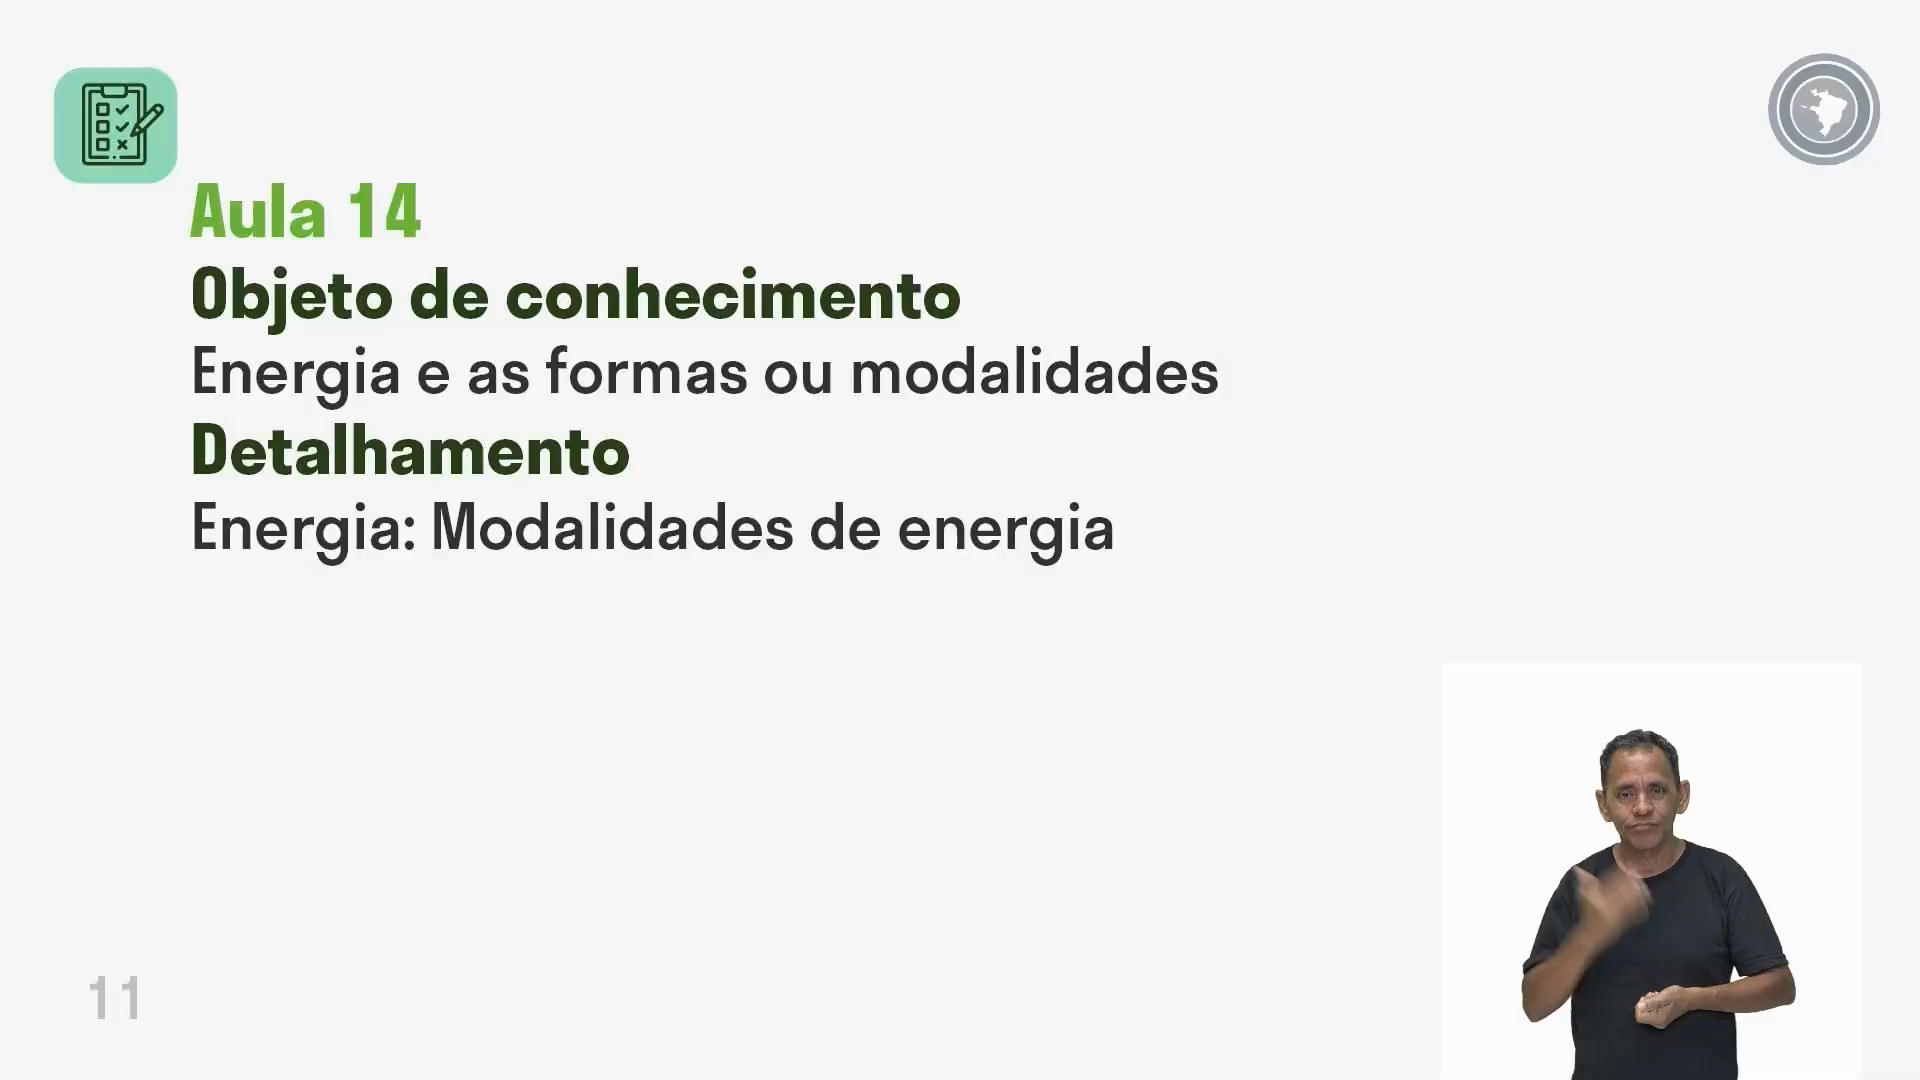 Aula 14
Objeto de conhecimento
Energia e as formas ou modalidades
Detalhamento
Energia: Modalidades de energia
11